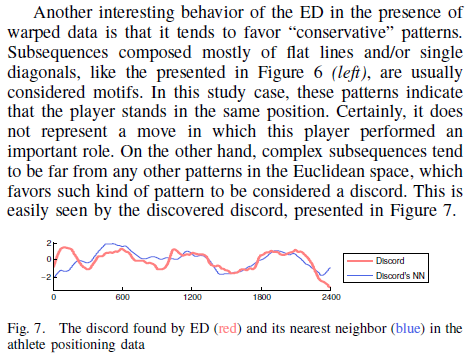 Another interesting behavior of the ED in the presence of
warped data is that it tends to favor “conservative” patterns.
Subsequences composed mostly of flat lines and/or single
diagonals, like the presented in Figure 6 (left), are usually
considered motifs. In this study case, these patterns indicate
that the player stands in the same position. Certainly, it does
not represent a move in which this player performed an
important role. On the other hand, complex subsequences tend
to be far from any other patterns in the Euclidean space, which
favors such kind of pattern to be considered a discord. This is
easily seen by the discovered discord, presented in Figure 7.
2
0
−2
0 600 1200 1800 2400
Discord
Discord's NN
Fig. 7. The discord found by ED (red) and its nearest neighbor (blue) in the
athlete positioning data